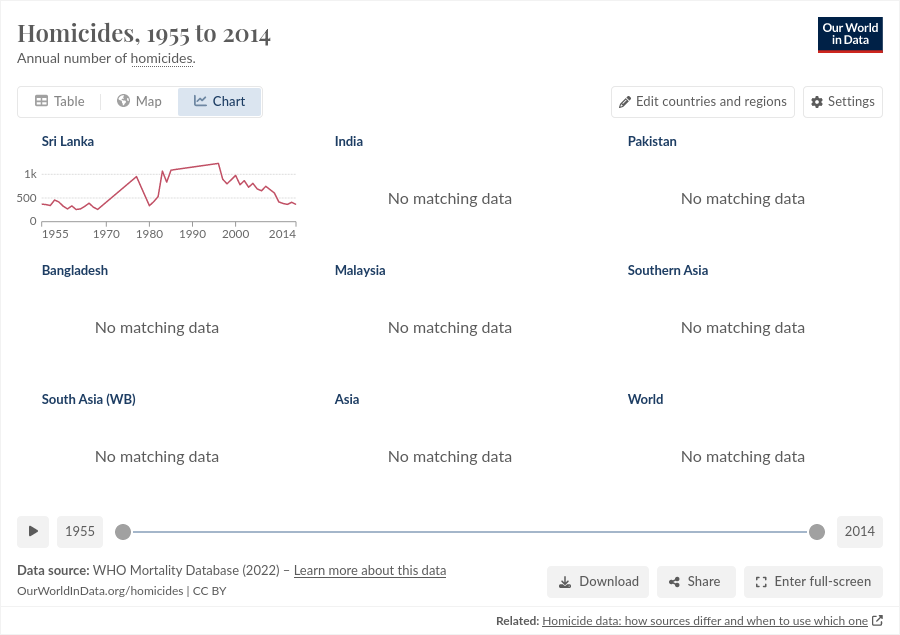 Homicides, 1955 to 2014
Annual number of homicides.
Our World
in Data
Table
Map
Chart
Edit countries and regions
Settings
Sri Lanka
1k
500
0
1955
1970
1980
1990
2000
2014
India
No matching data
Pakistan
No matching data
Bangladesh
No matching data
Malaysia
No matching data
Southern Asia
No matching data
South Asia (WB)
No matching data
Asia
No matching data
World
No matching data
1955
2014
Data source: WHO Mortality Database (2022) – Learn more about this data
OurWorldInData.org/homicides | CC BY
Download
Share
Enter full-screen
Related: Homicide data: how sources differ and when to use which one